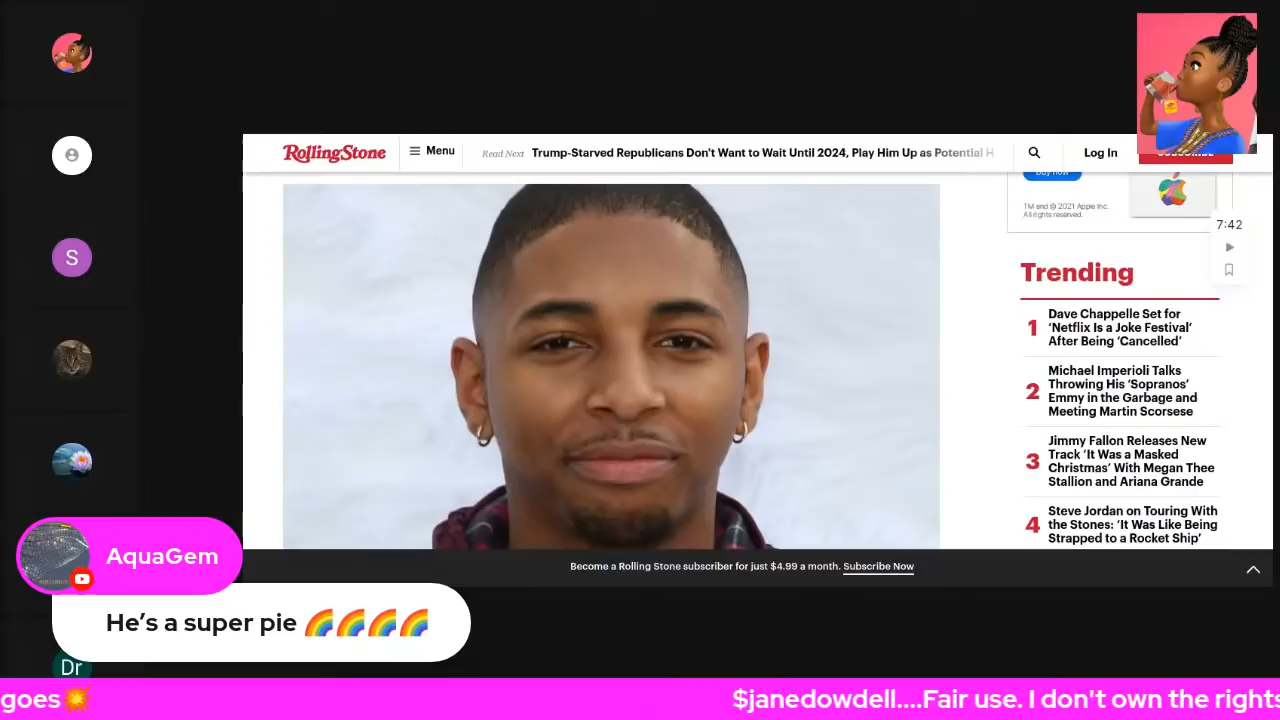 RollingStone
Menu
Read Next Trump-Starved Republicans Don't Want to Wait Until 2024, Play Him Up as Potential H
Log In
SUBSCRIBE
Buy now
TM and © 2021 Apple Inc.
All rights reserved.
7:42
Trending
1 Dave Chappelle Set for
'Netflix Is a Joke Festival'
After Being 'Cancelled'
2 Michael Imperioli Talks
Throwing His 'Sopranos'
Emmy in the Garbage and
Meeting Martin Scorsese
3 Jimmy Fallon Releases New
Track 'It Was a Masked
Christmas' With Megan Thee
Stallion and Ariana Grande
4 Steve Jordan on Touring With
the Stones: 'It Was Like Being
Strapped to a Rocket Ship'
Become a Rolling Stone subscriber for just $4.99 a month. Subscribe Now
S
AquaGem
He's a super pie 🌈🌈🌈🌈
Dr
goes💥
$janedowdell....Fair use. I don't own the rights